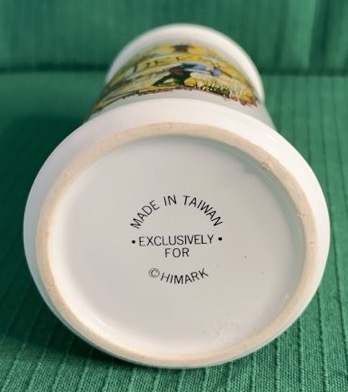 MADE IN TAIWAN
• EXCLUSIVELY •
FOR
©HIMARK